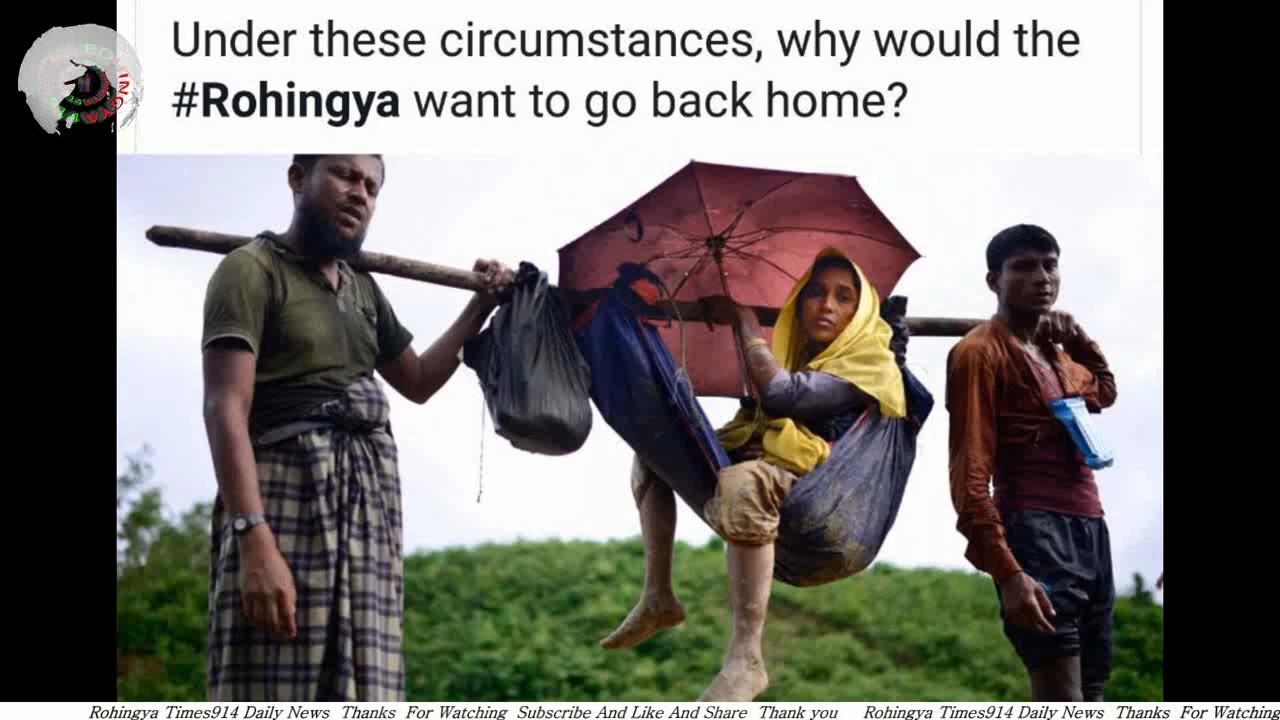 Under these circumstances, why would the
#Rohingya want to go back home?
ROHINGYA
Rohingya Times914 Daily News Thanks For Watching Subscribe And Like And Share Thank you Rohingya Times914 Daily News Thanks For Watching